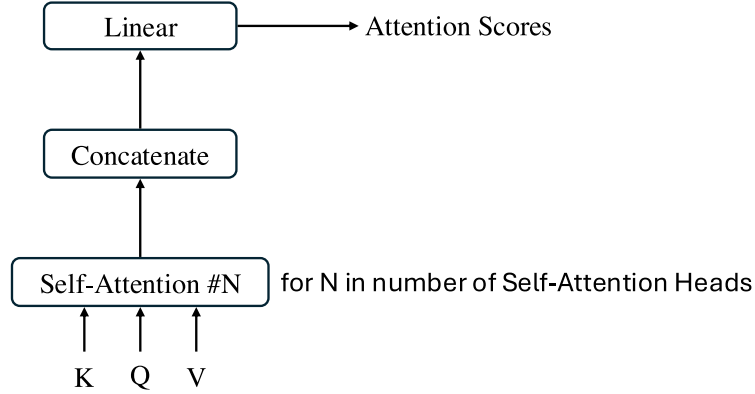 Linear
Attention Scores
Concatenate
Self-Attention #N
for N in number of Self-Attention Heads
K
Q
V